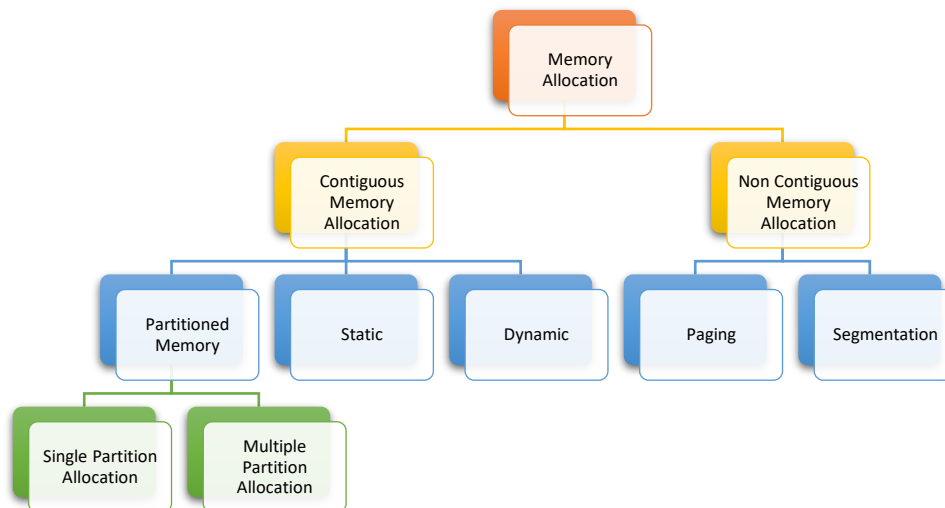 Memory
Allocation
Contiguous
Memory
Allocation
Non Contiguous
Memory
Allocation
Partitioned
Memory
Static
Dynamic
Paging
Segmentation
Single Partition
Allocation
Multiple
Partition
Allocation